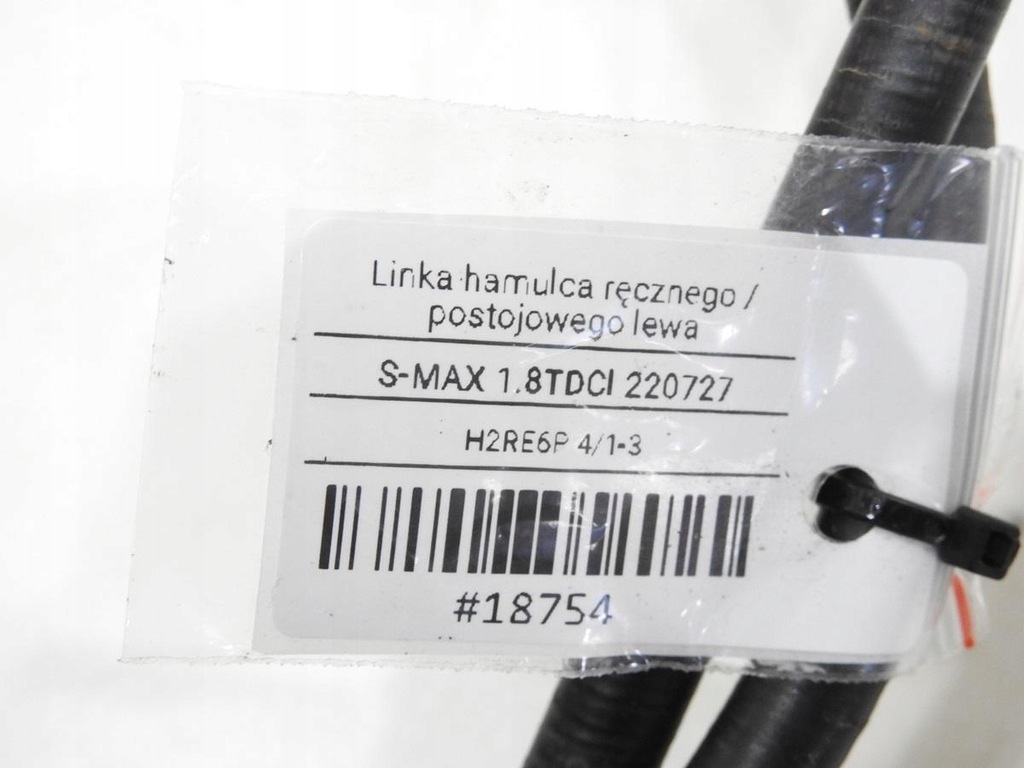 Linka hamulca ręcznego /
postojowego lewa
S-MAX 1.8TDCI 220727
H2RE6P 4/1-3
#18754